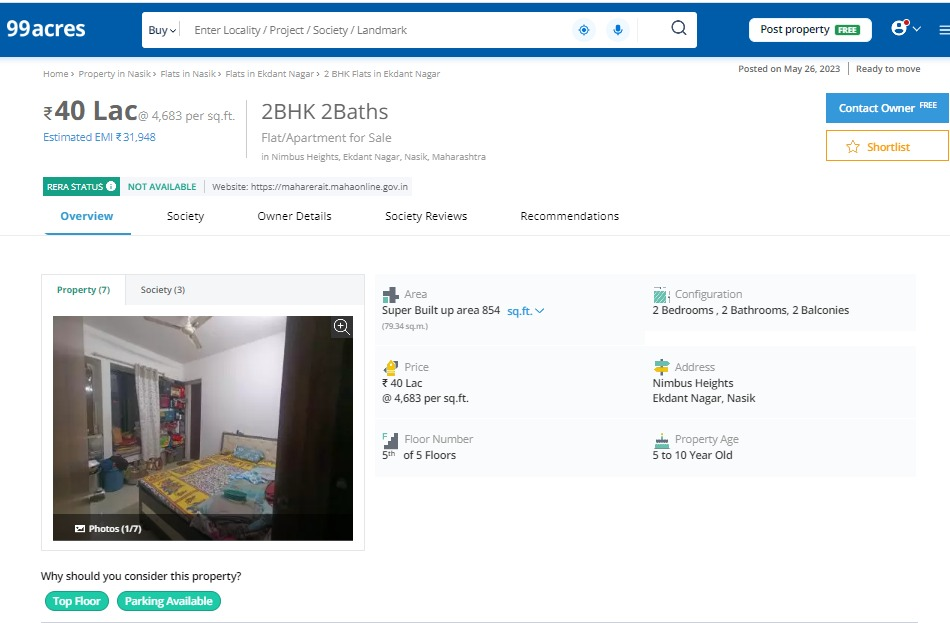 99acres
Buy
Enter Locality / Project / Society / Landmark
Post property FREE
Home › Property in Nasik › Flats in Nasik › Flats in Ekdant Nagar › 2 BHK Flats in Ekdant Nagar
Posted on May 26, 2023 | Ready to move
₹40 Lac @ 4,683 per sq.ft.
Estimated EMI ₹31,948
2BHK 2Baths
Flat/Apartment for Sale
in Nimbus Heights, Ekdant Nagar, Nasik, Maharashtra
Contact Owner FREE
Shortlist
RERA STATUS i NOT AVAILABLE | Website: https://maharerait.mahaonline.gov.in
Overview Society Owner Details Society Reviews Recommendations
Property (7) Society (3)
Photos (1/7)
Area
Super Built up area 854 sq.ft.
(79.34 sq.m.)
Configuration
2 Bedrooms , 2 Bathrooms, 2 Balconies
Price
₹ 40 Lac
@ 4,683 per sq.ft.
Address
Nimbus Heights
Ekdant Nagar, Nasik
Floor Number
5th of 5 Floors
Property Age
5 to 10 Year Old
Why should you consider this property?
Top Floor Parking Available